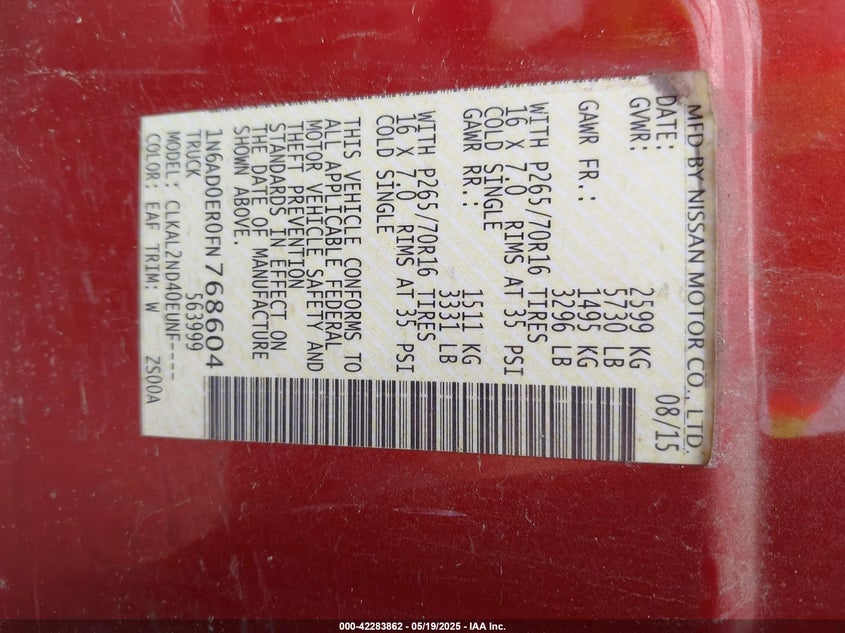 MFD BY NISSAN MOTOR CO., LTD.
DATE: 08/15
GVWR: 2599 KG
5730 LB
GAWR FR.: 1495 KG
3296 LB
WITH P265/70R16 TIRES
16 X 7.0 RIMS AT 35 PSI
COLD SINGLE
GAWR RR.: 1511 KG
3331 LB
WITH P265/70R16 TIRES
16 X 7.0 RIMS AT 35 PSI
COLD SINGLE
THIS VEHICLE CONFORMS TO
ALL APPLICABLE FEDERAL
MOTOR VEHICLE SAFETY AND
THEFT PREVENTION
STANDARDS IN EFFECT ON
THE DATE OF MANUFACTURE
SHOWN ABOVE.
1N6AD0ER0FN768604
TRUCK 563999
MODEL: CLKAL2ND40EUNF----
COLOR: EAF TRIM: W 2S00A
000-42283862 - 05/19/2025 - IAA Inc.